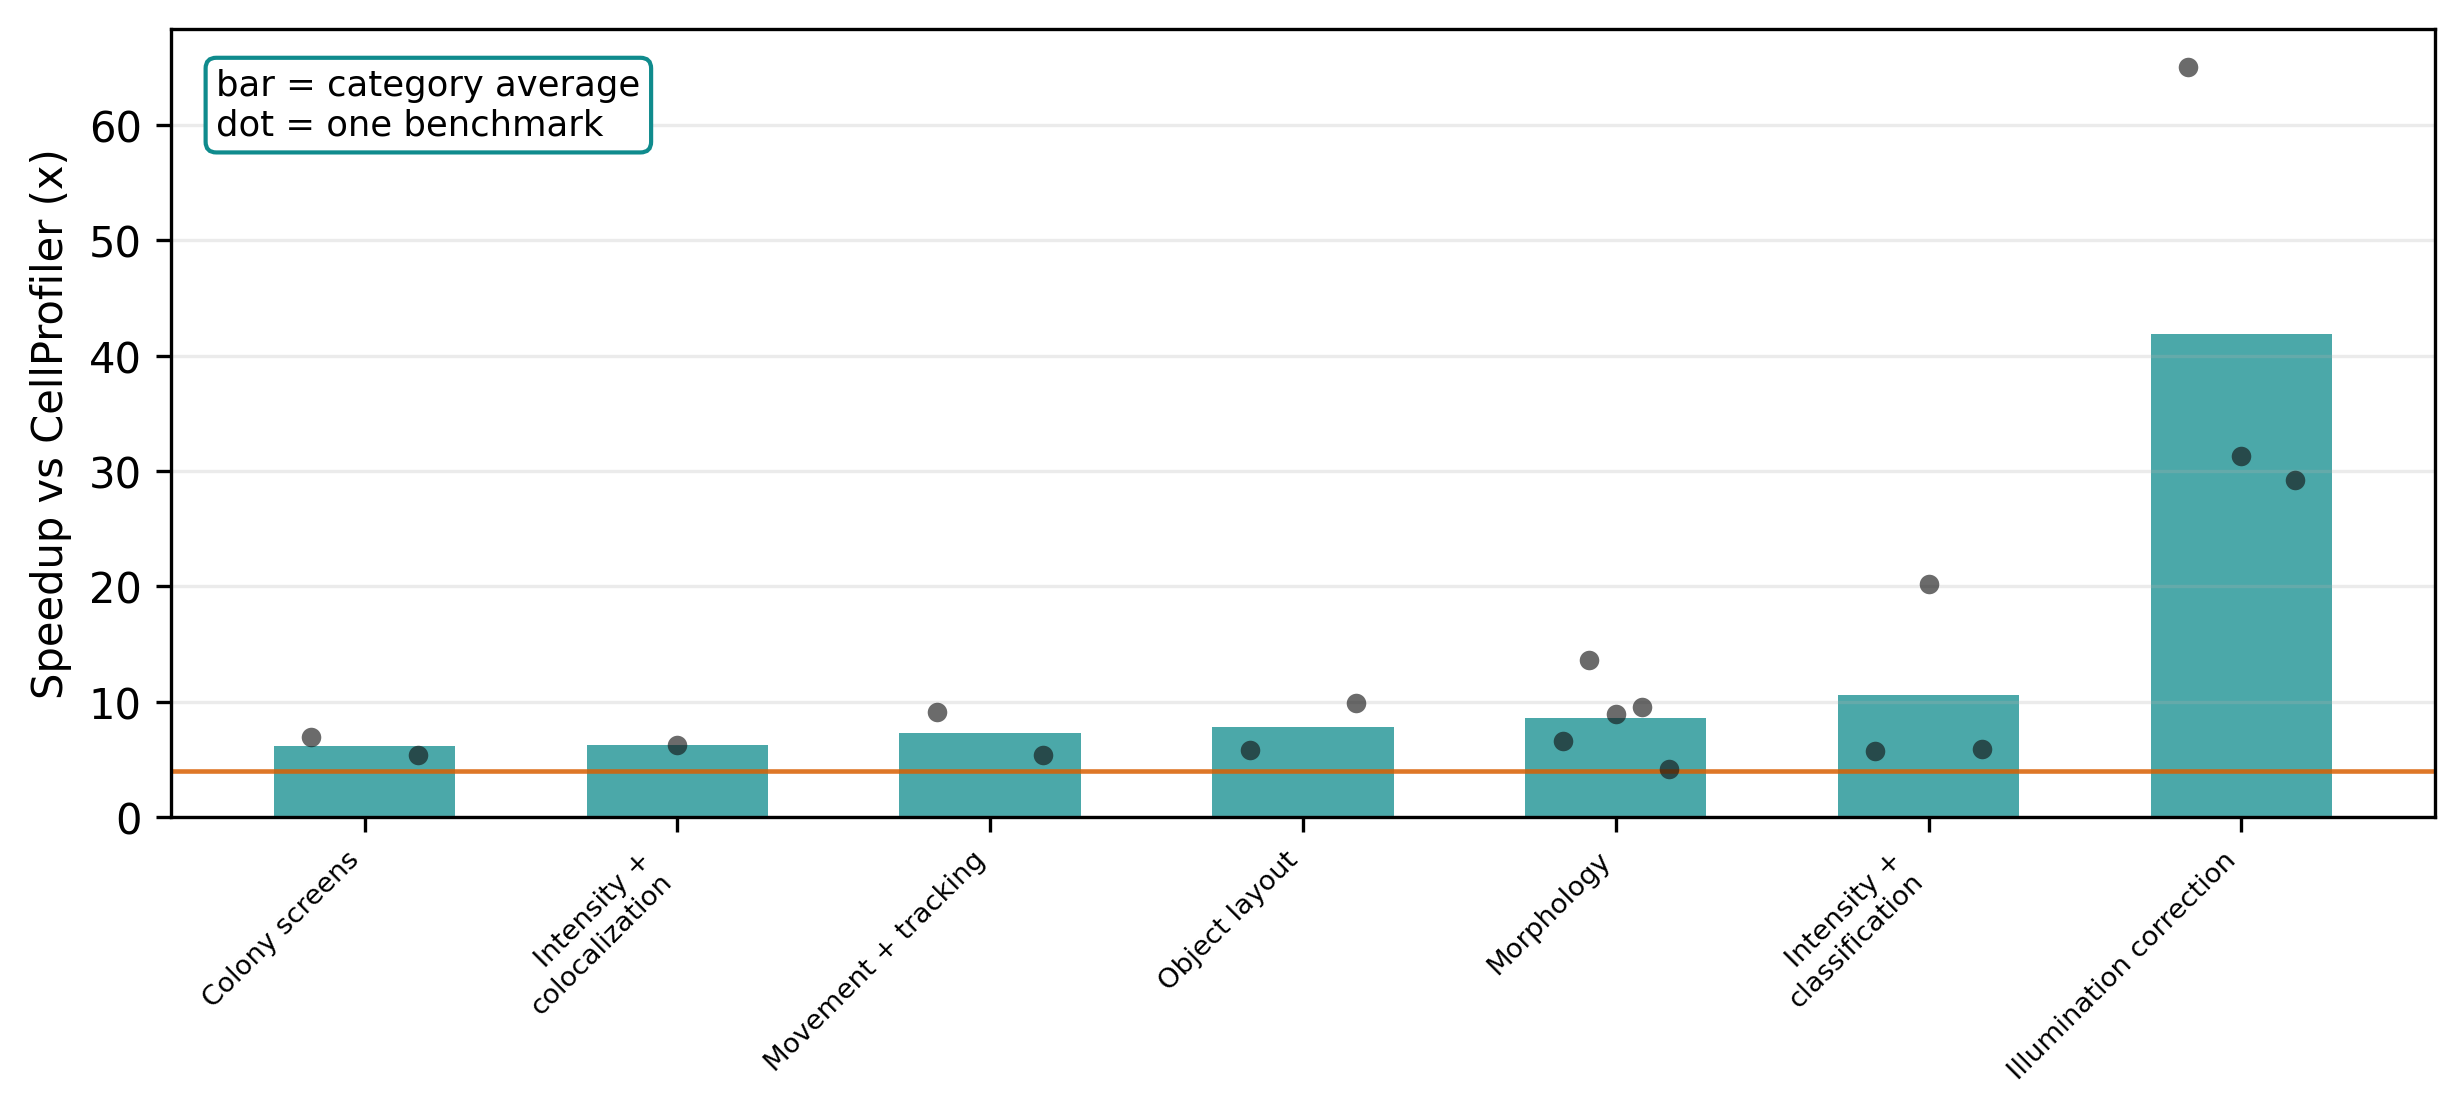 bar = category average
dot = one benchmark
Speedup vs CellProfiler (x)
60
50
40
30
20
10
0
Colony screens
Intensity +
colocalization
Movement + tracking
Object layout
Morphology
Intensity +
classification
Illumination correction